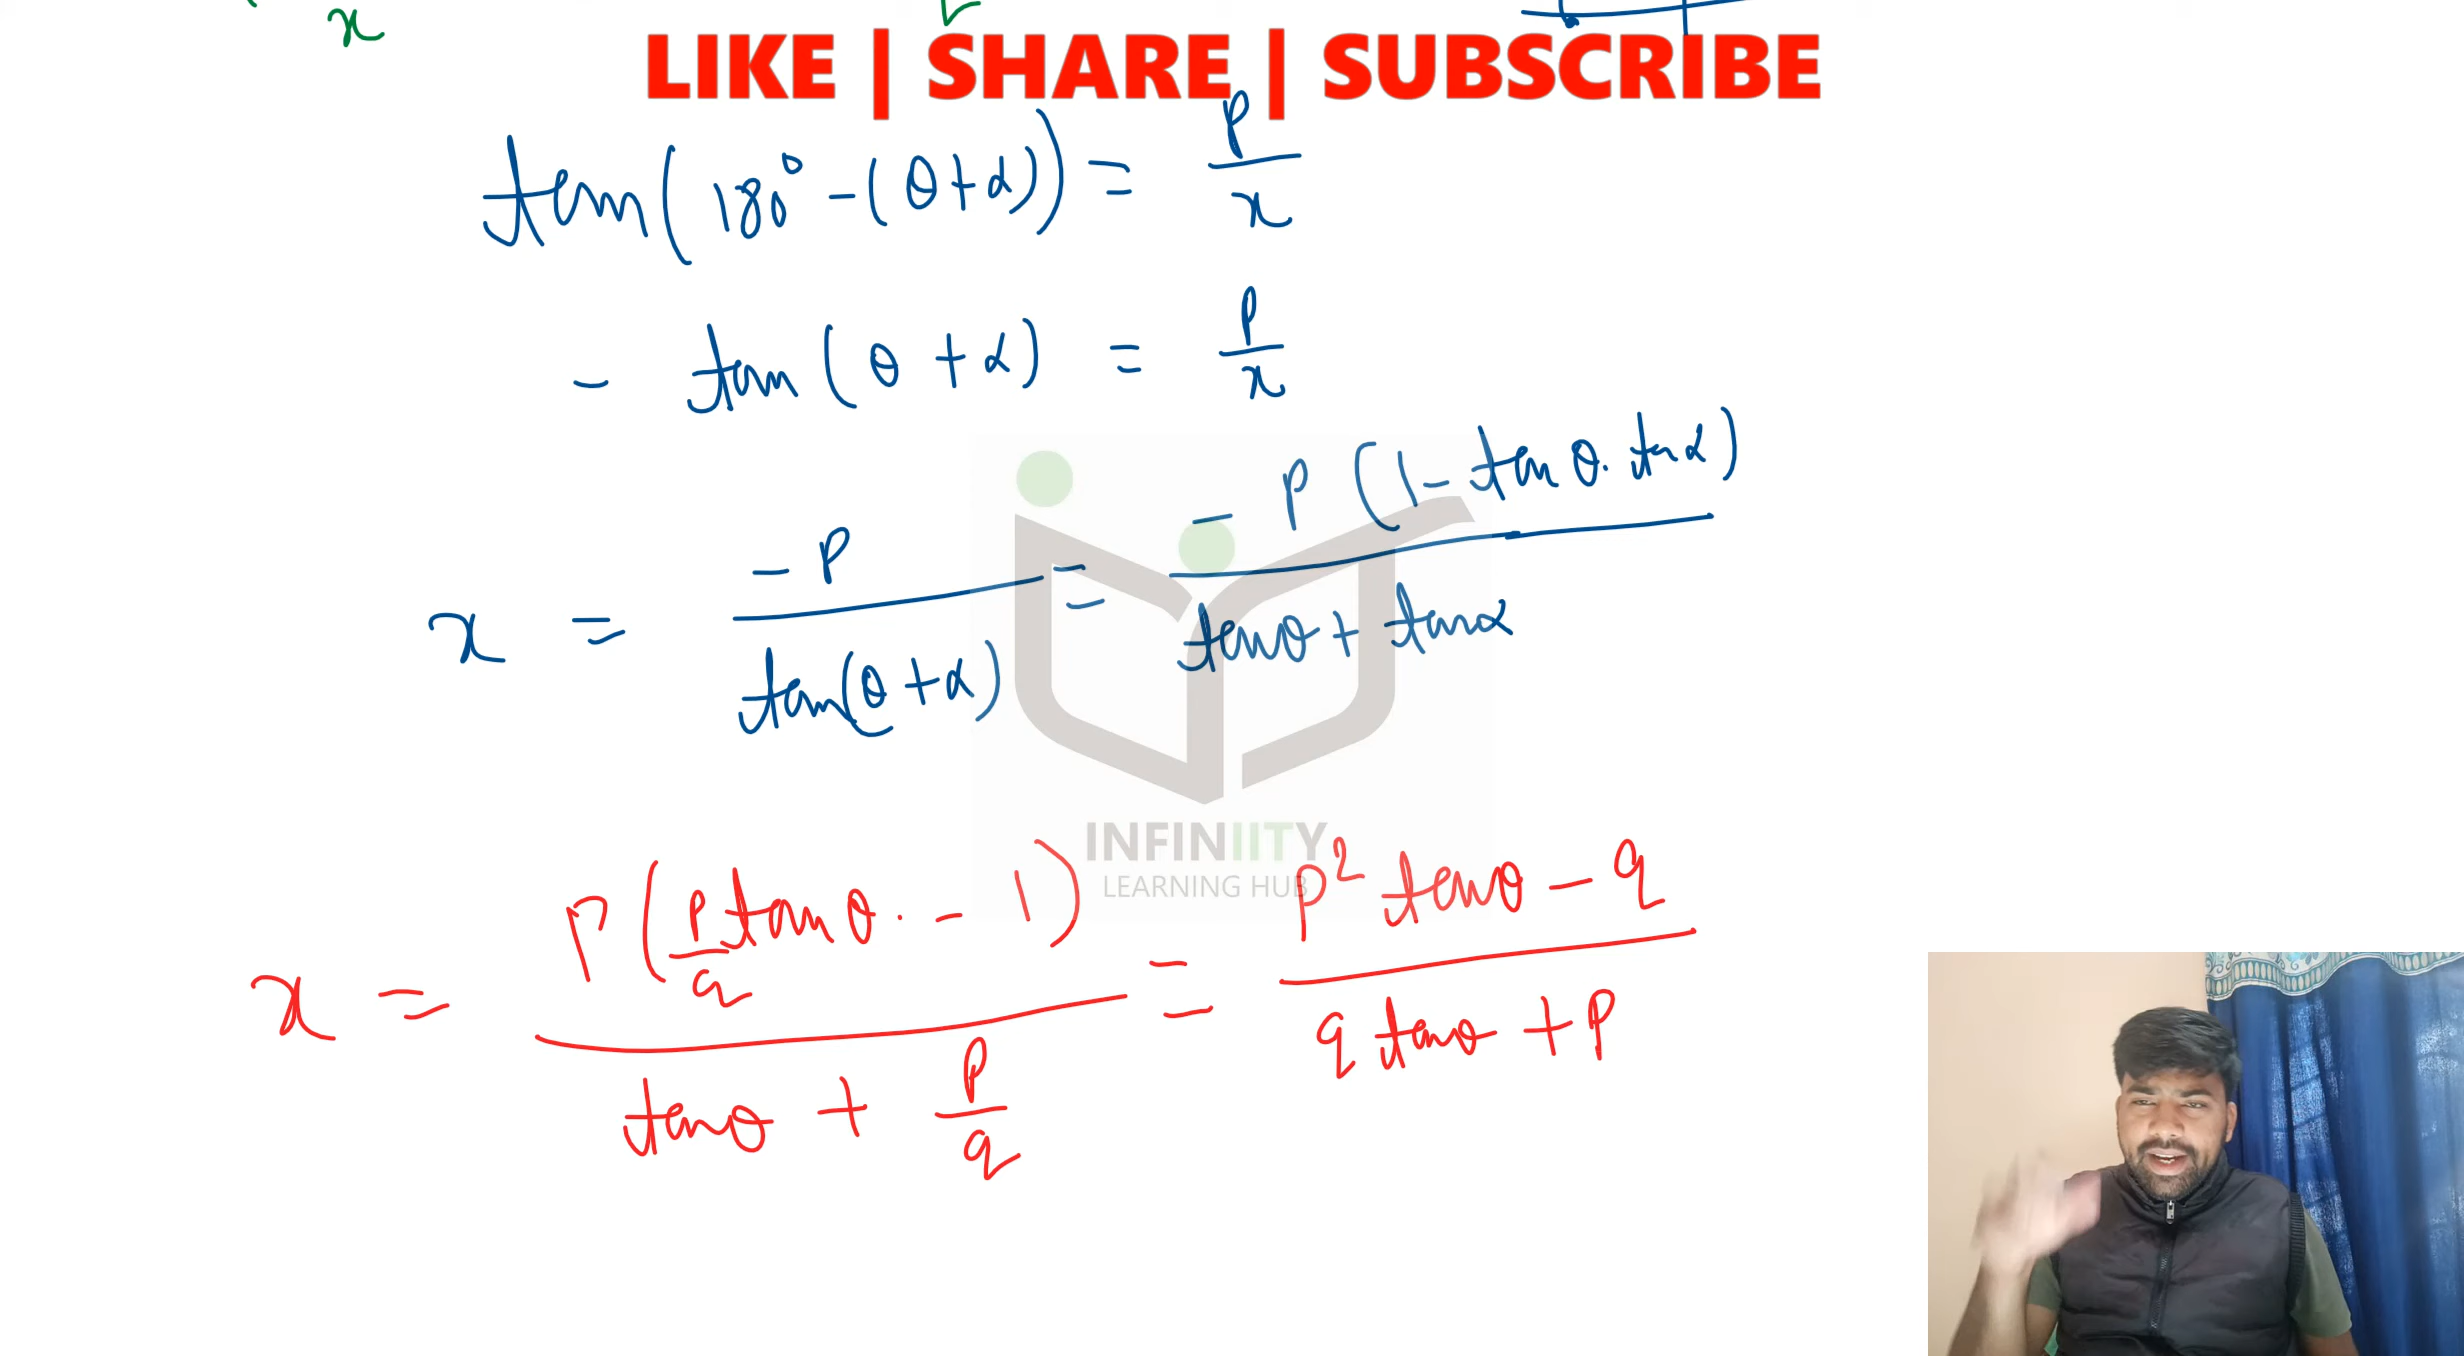 x
LIKE | SHARE | SUBSCRIBE
tan(180° - (θ+α)) = p/x
- tan(θ + α) = p/x
x = -p/tan(θ+α) = -p(1 - tanθ. tanα)/tanθ + tanα
INFINIITY
LEARNING HUB
x = p(p/q tanθ. - 1)/tanθ + p/q = p² tanθ - q/q tanθ + p